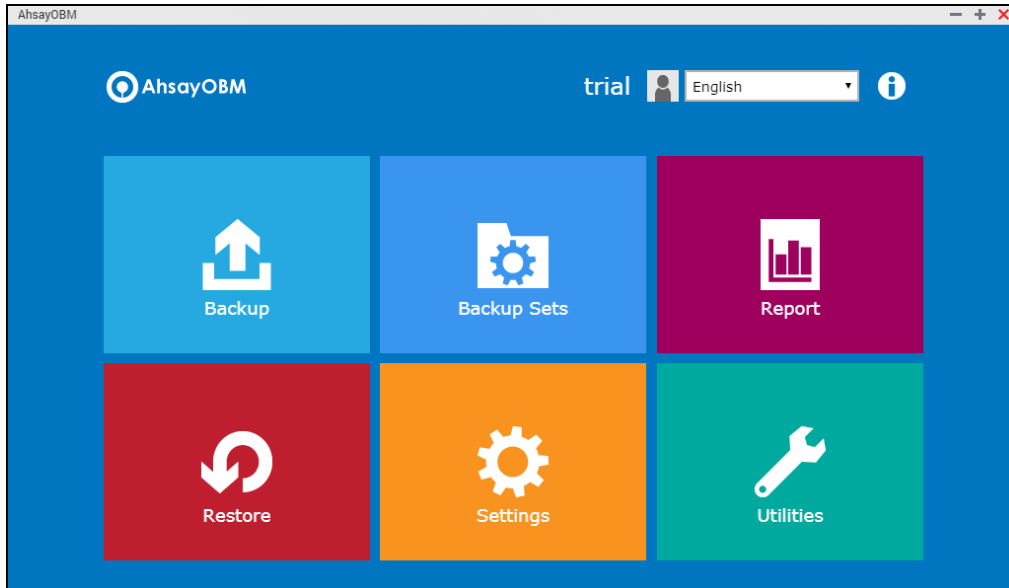 AhsayOBM
AhsayOBM
trial English
Backup Backup Sets Report
Restore Settings Utilities